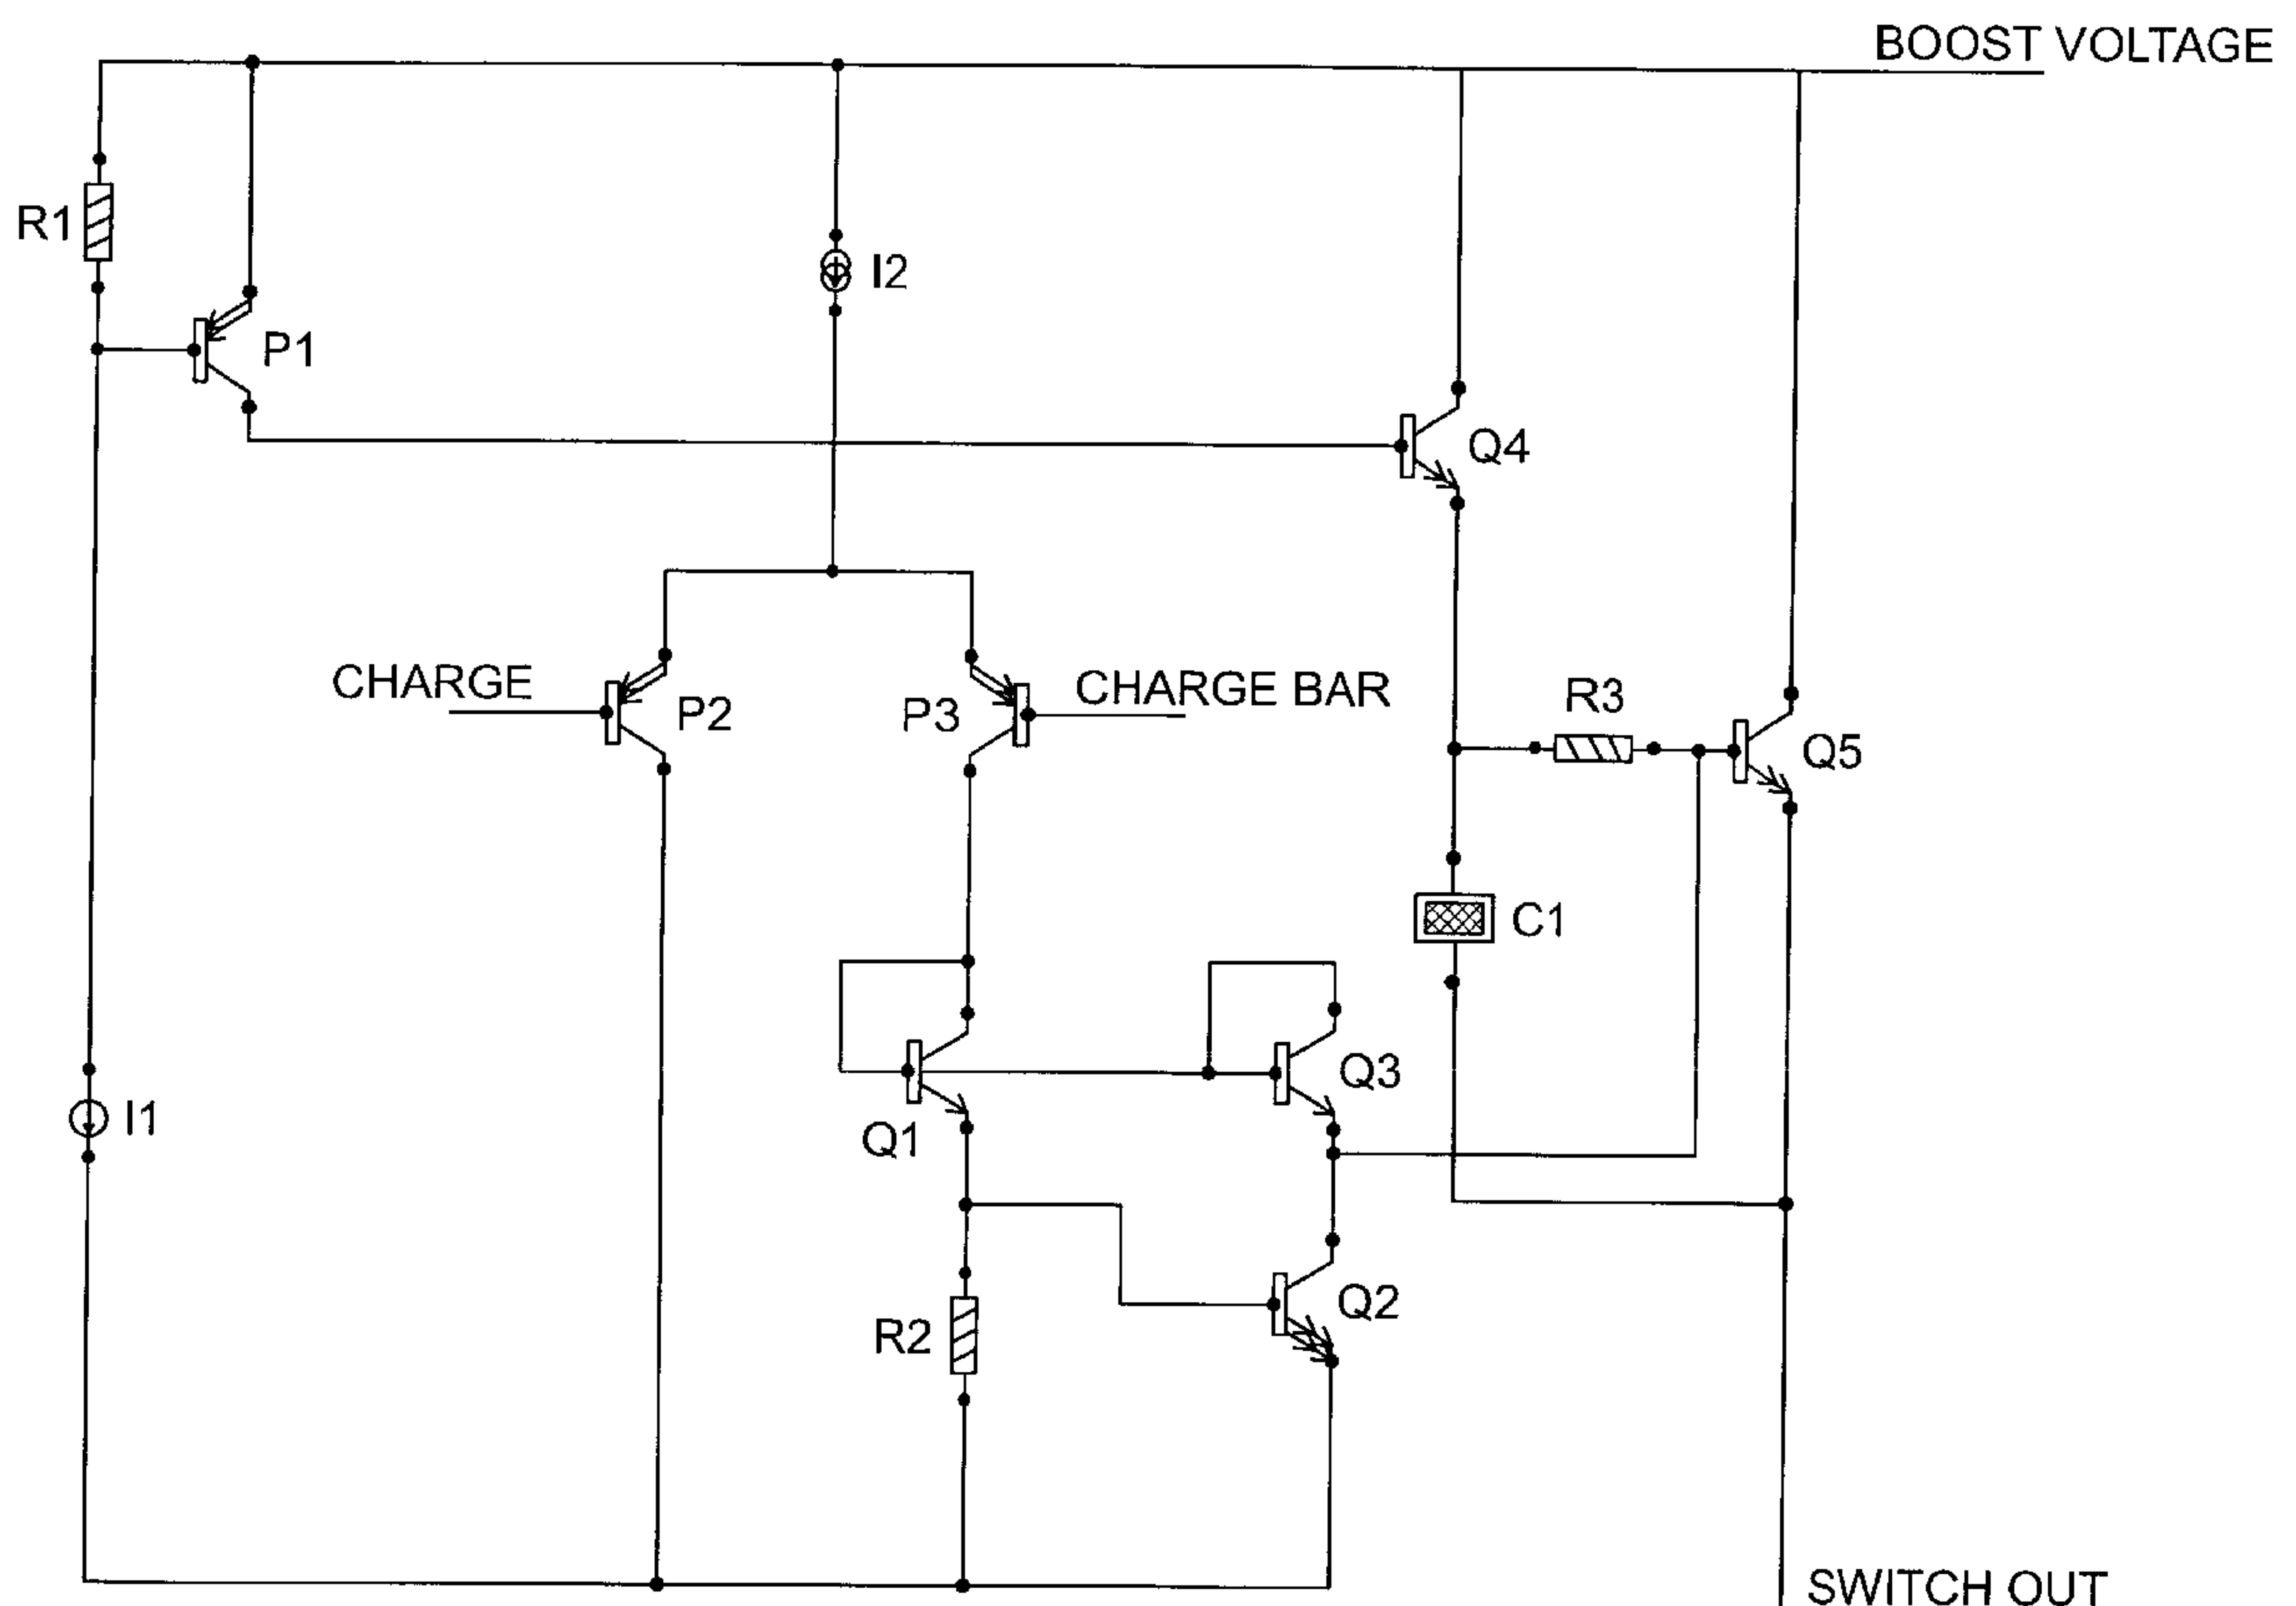 BOOST VOLTAGE
R1
I2
P1
Q4
CHARGE
P2
P3
CHARGE BAR
R3
Q5
C1
I1
Q1
Q3
R2
Q2
SWITCH OUT